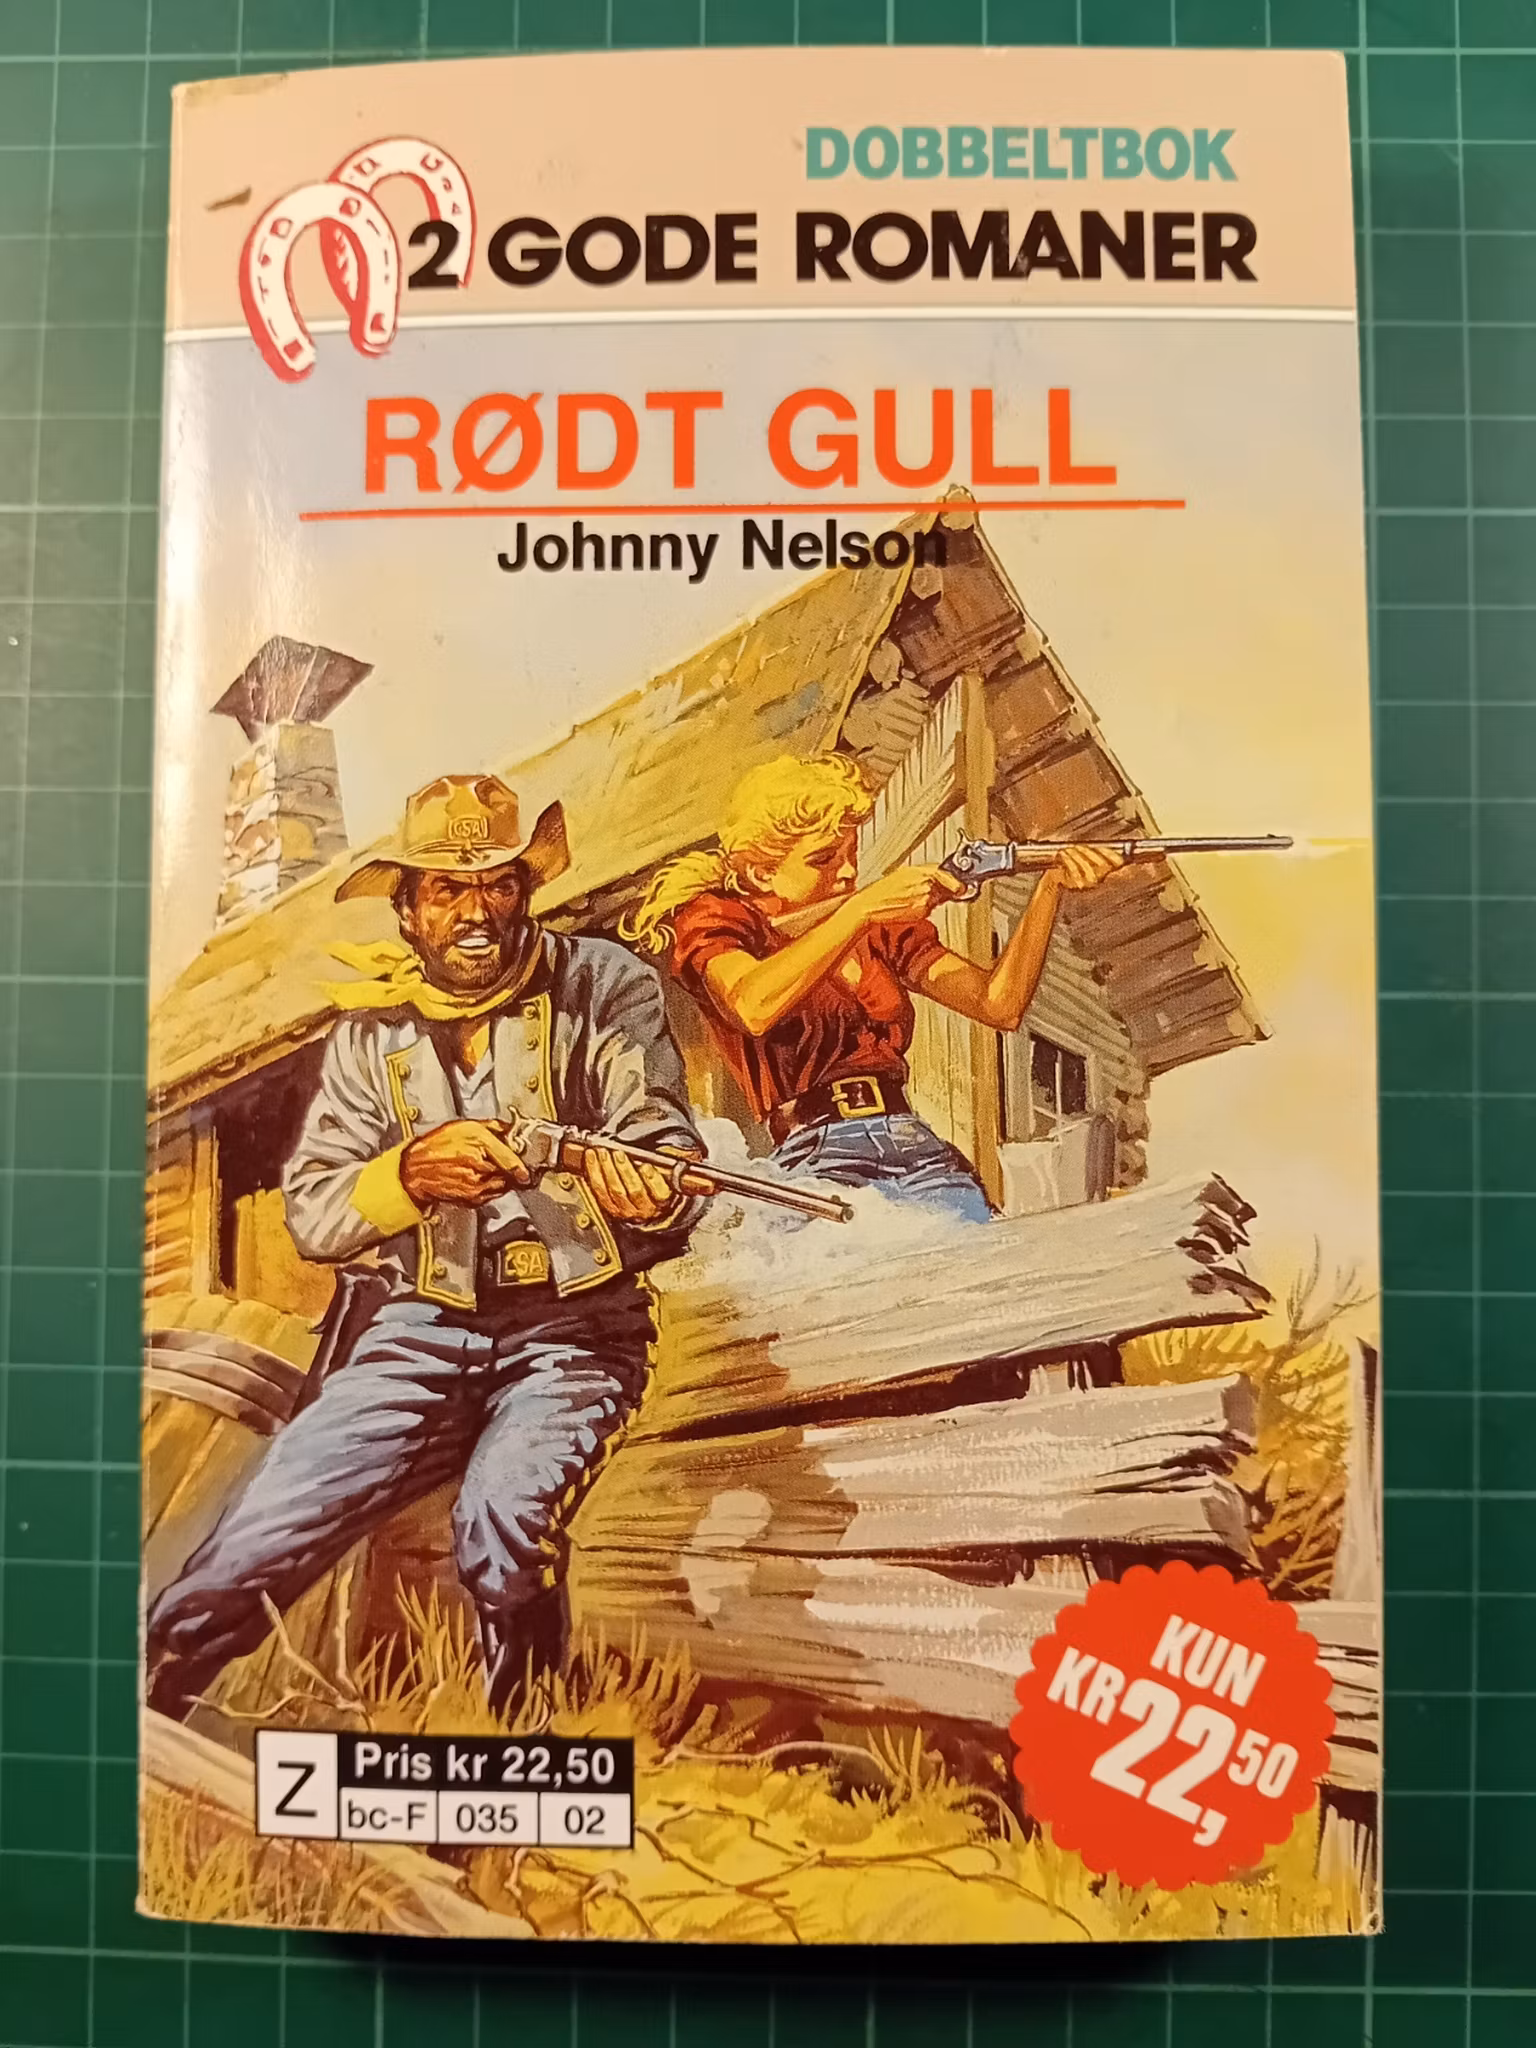 DOBBELTBOK
2 GODE ROMANER
RØDT GULL
Johnny Nelson
CSA
CSA
KUN
KR 22,50
Z
Pris kr 22,50
bc-F 035 02